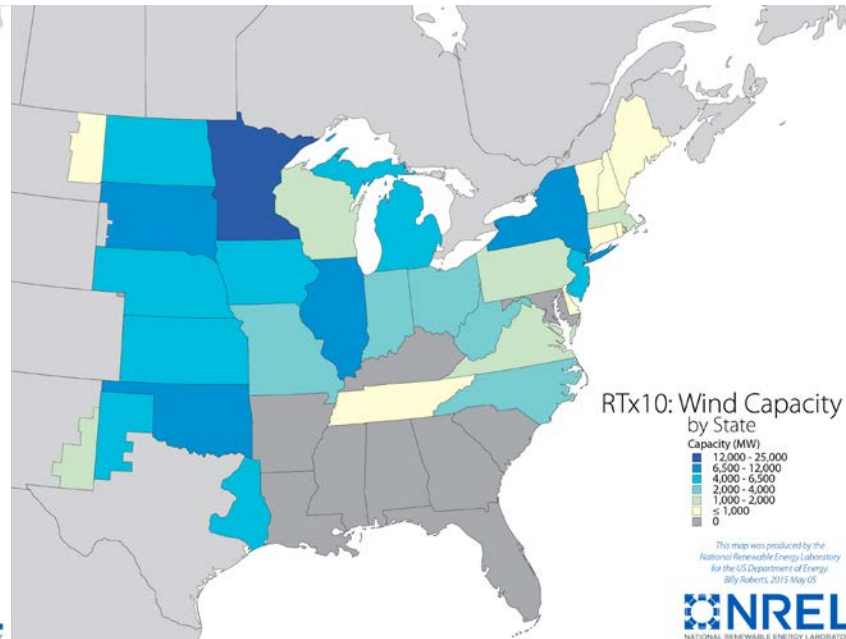 RTx10: Wind Capacity
by State
Capacity (MW)
12,000 - 25,000
6,500 - 12,000
4,000 - 6,500
2,000 - 4,000
1,000 - 2,000
≤ 1,000
0
This map was produced by the
National Renewable Energy Laboratory
for the US Department of Energy.
Billy Roberts, 2015 May 05
NREL
NATIONAL RENEWABLE ENERGY LABORATO